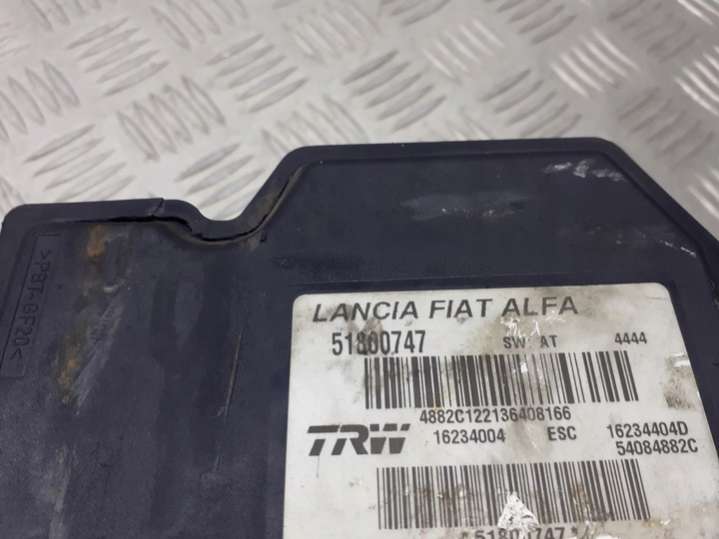 >PBT-GF20<
LANCIA FIAT ALFA
51800747 SW: AT 4444
4882C122136408166
TRW 16234004 ESC 16234404D
54084882C